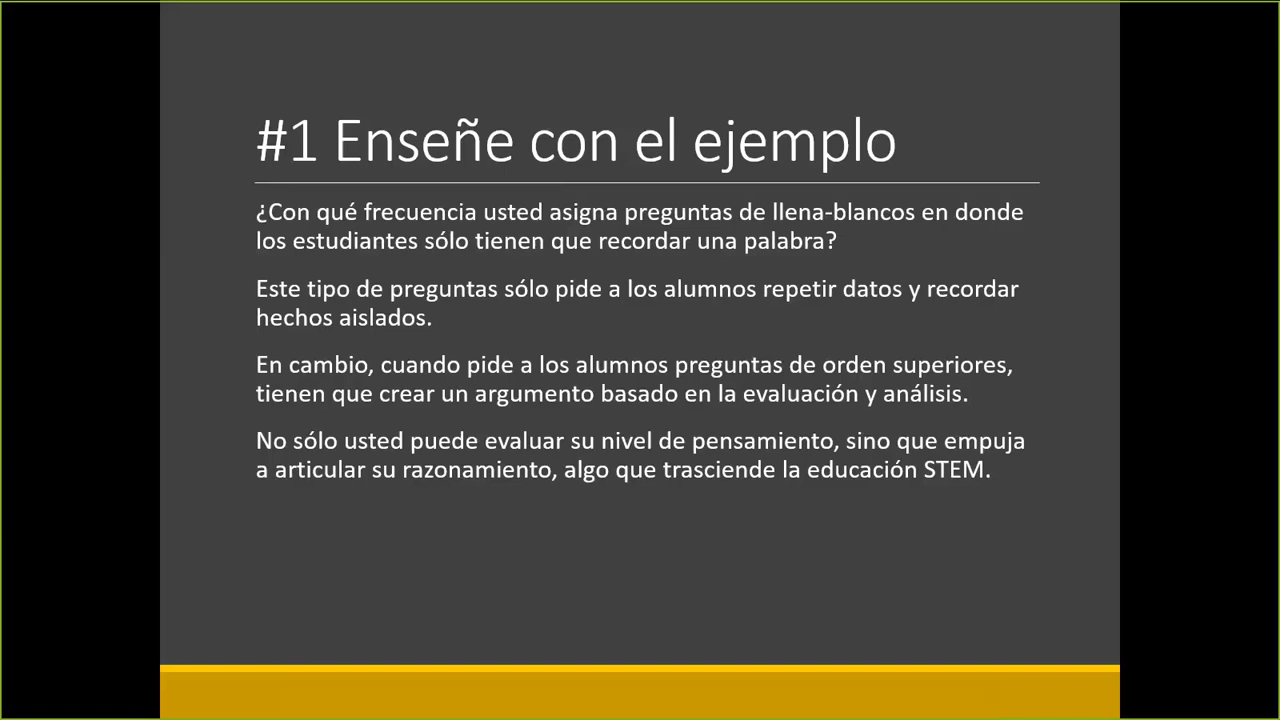 #1 Enseñe con el ejemplo
¿Con qué frecuencia usted asigna preguntas de llena-blancos en donde
los estudiantes sólo tienen que recordar una palabra?
Este tipo de preguntas sólo pide a los alumnos repetir datos y recordar
hechos aislados.
En cambio, cuando pide a los alumnos preguntas de orden superiores,
tienen que crear un argumento basado en la evaluación y análisis.
No sólo usted puede evaluar su nivel de pensamiento, sino que empuja
a articular su razonamiento, algo que trasciende la educación STEM.